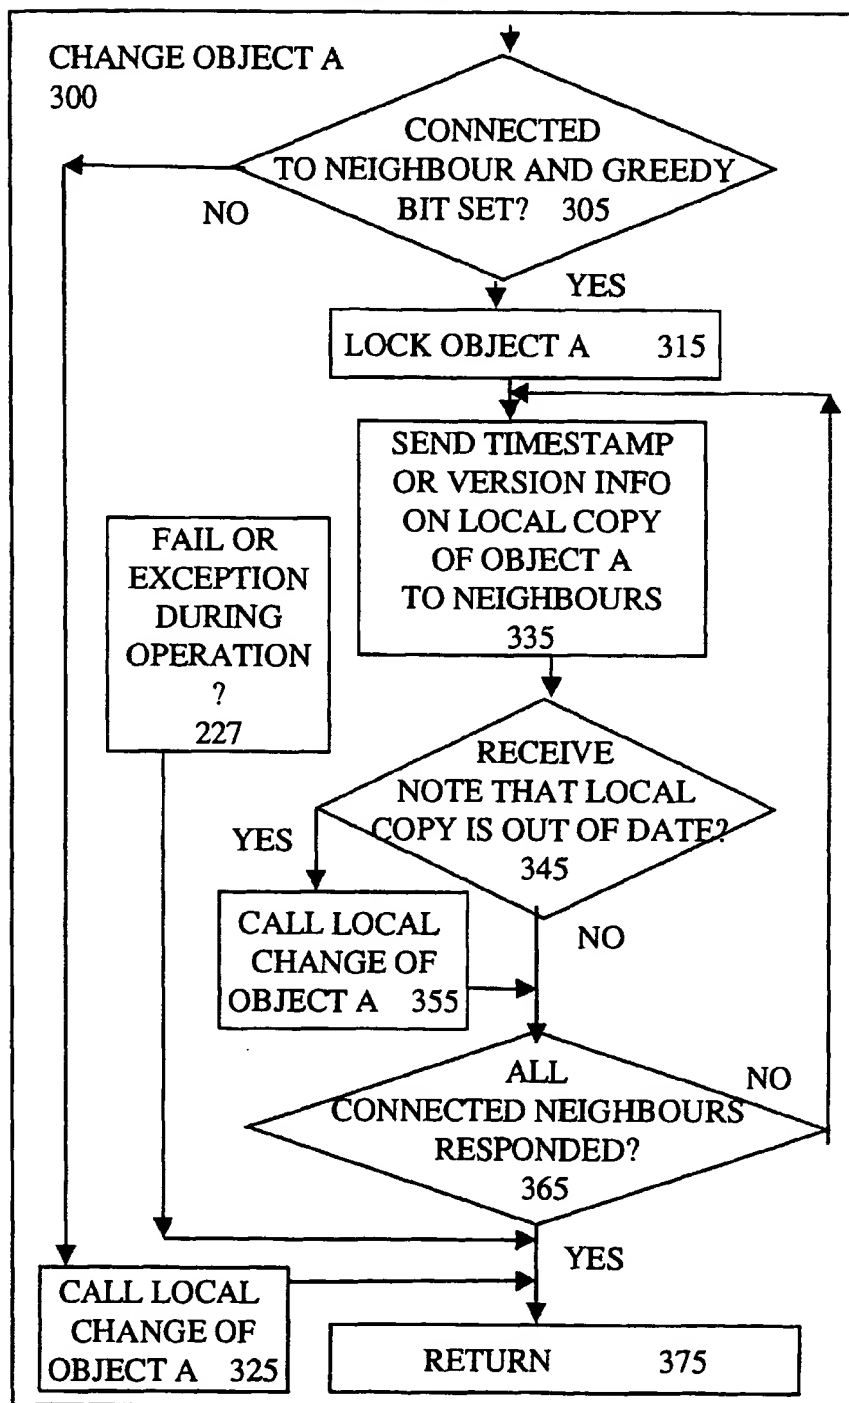 CHANGE OBJECT A
300
CONNECTED
TO NEIGHBOUR AND GREEDY
BIT SET? 305
NO
YES
LOCK OBJECT A 315
SEND TIMESTAMP
OR VERSION INFO
ON LOCAL COPY
OF OBJECT A
TO NEIGHBOURS
335
FAIL OR
EXCEPTION
DURING
OPERATION
?
227
RECEIVE
NOTE THAT LOCAL
COPY IS OUT OF DATE?
345
YES
NO
CALL LOCAL
CHANGE OF
OBJECT A 355
ALL
CONNECTED NEIGHBOURS
RESPONDED?
365
NO
YES
CALL LOCAL
CHANGE OF
OBJECT A 325
RETURN 375